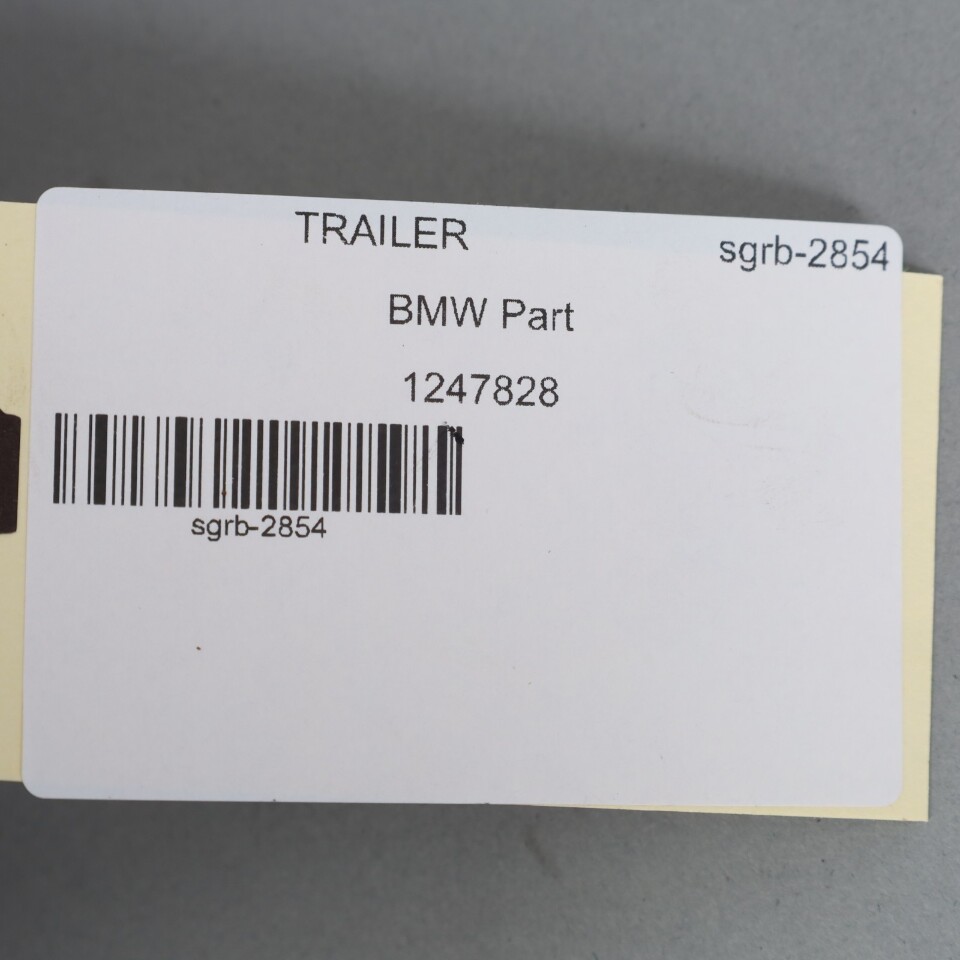 TRAILER
sgrb-2854
BMW Part
1247828
sgrb-2854